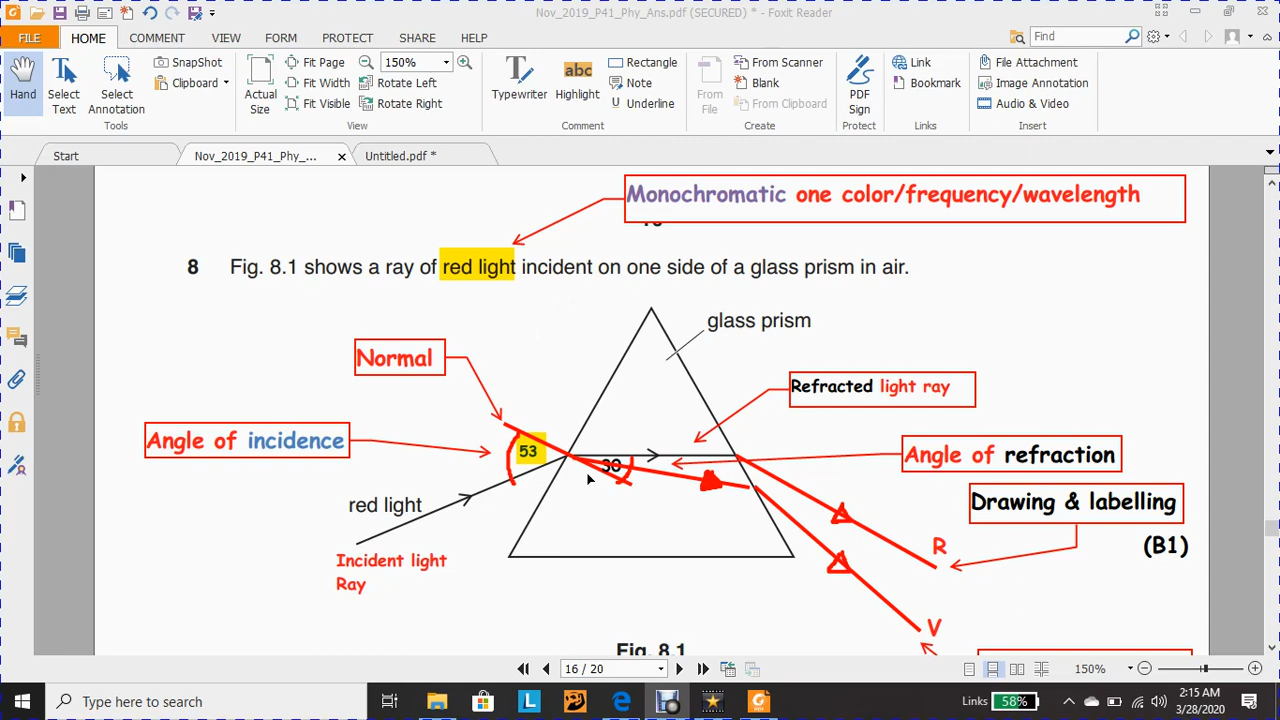 Nov_2019_P41_Phy_Ans.pdf (SECURED) * - Foxit Reader
FILE HOME COMMENT VIEW FORM PROTECT SHARE HELP
Find
Hand
Select Text
Select Annotation
SnapShot
Clipboard
Tools
Actual Size
Fit Page
Fit Width
Fit Visible
150%
Rotate Left
Rotate Right
View
Typewriter
Highlight
Rectangle
Note
Underline
Comment
From File
From Scanner
Blank
From Clipboard
Create
PDF Sign
Protect
Link
Bookmark
Links
File Attachment
Image Annotation
Audio & Video
Insert
Start
Nov_2019_P41_Phy_...
Untitled.pdf *
Monochromatic one color/frequency/wavelength
8 Fig. 8.1 shows a ray of red light incident on one side of a glass prism in air.
glass prism
Normal
Refracted light ray
Angle of incidence
53
30
Angle of refraction
red light
Drawing & labelling
(B1)
Incident light
Ray
R
V
Fig. 8.1
16 / 20
150%
Type here to search
Links
58%
2:15 AM
3/28/2020